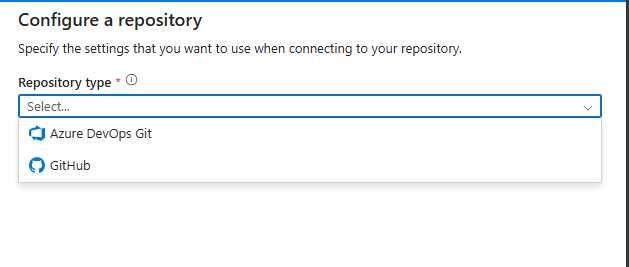 Configure a repository
Specify the settings that you want to use when connecting to your repository.
Repository type *
Select...
Azure DevOps Git
GitHub